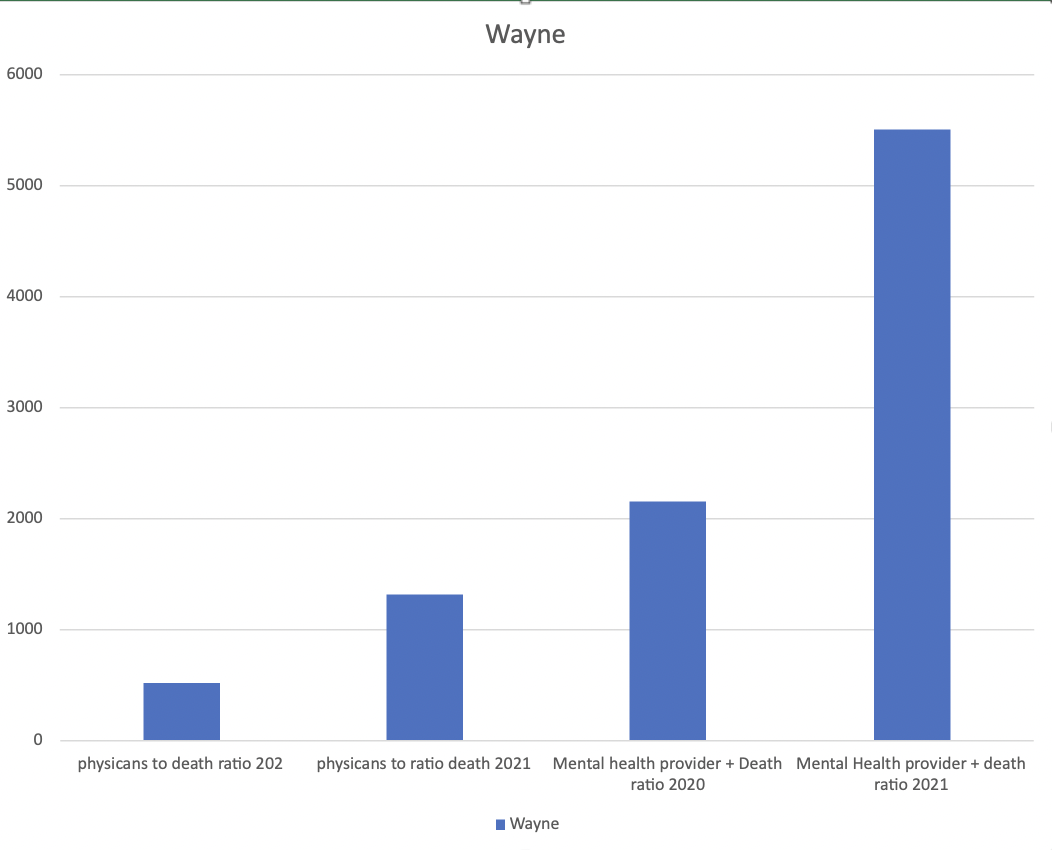 Wayne
6000
5000
4000
3000
2000
1000
0
physicans to death ratio 202
physicans to ratio death 2021
Mental health provider + Death
ratio 2020
Mental Health provider + death
ratio 2021
Wayne